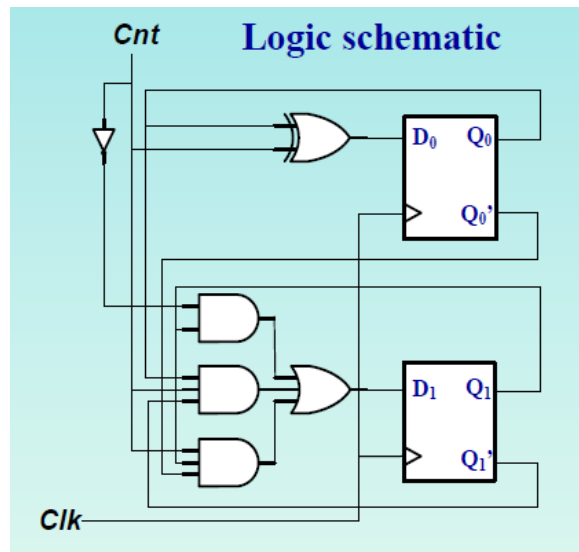 Cnt
Logic schematic
D₀ Q₀
Q₀’
D₁ Q₁
Q₁’
Clk